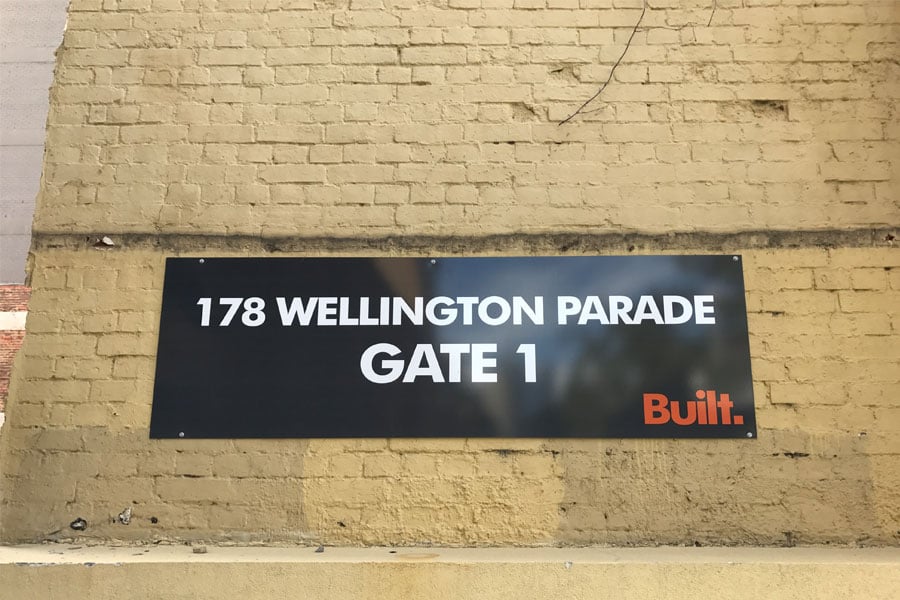 178 WELLINGTON PARADE
GATE 1
Built.